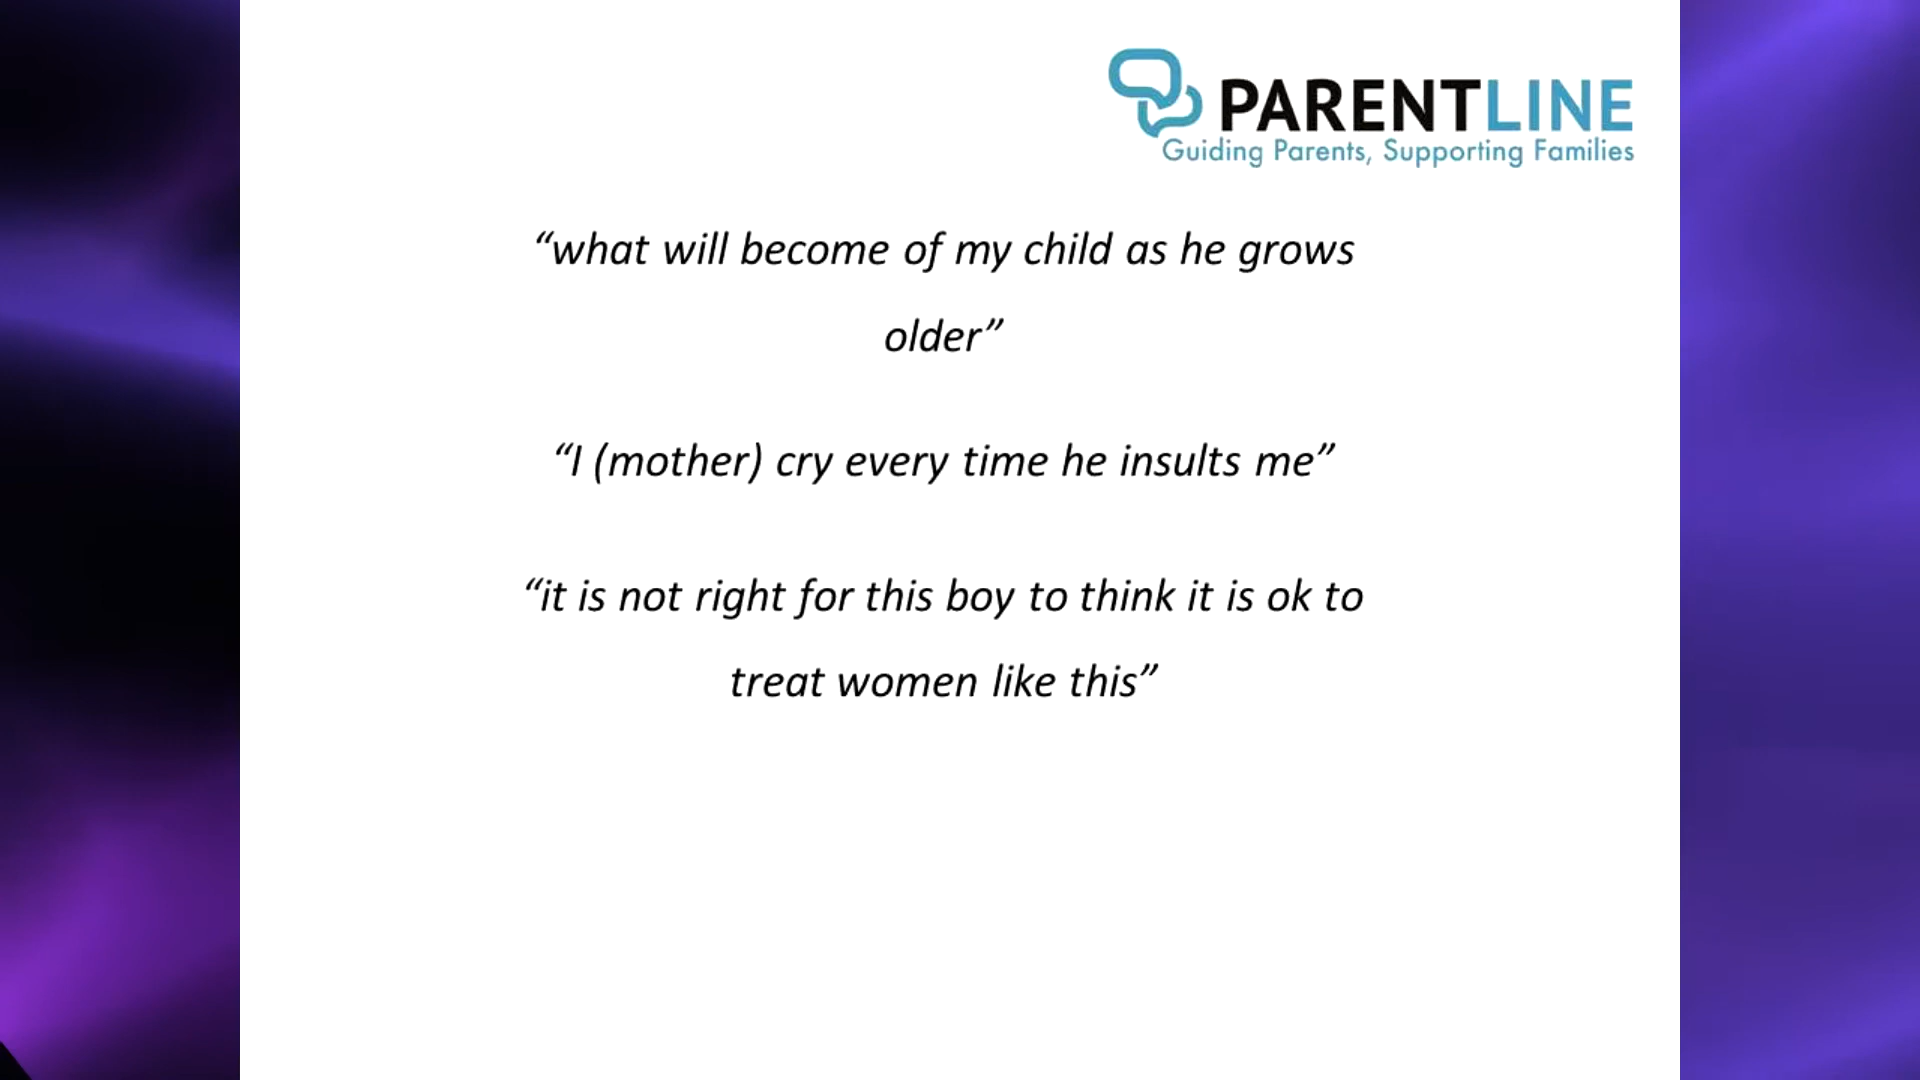 PARENTLINE
Guiding Parents, Supporting Families
“what will become of my child as he grows
older”
“I (mother) cry every time he insults me”
“it is not right for this boy to think it is ok to
treat women like this”